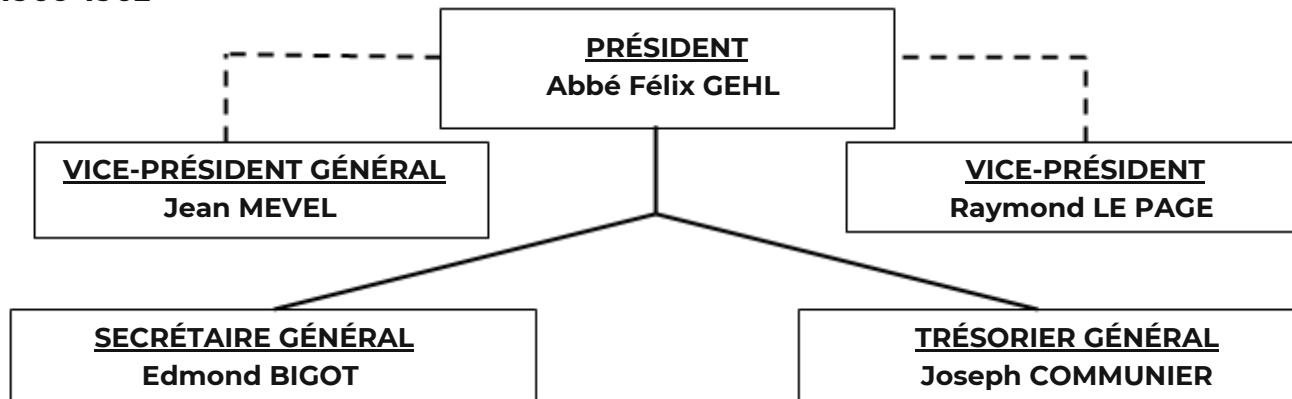 PRÉSIDENT
Abbé Félix GEHL
VICE-PRÉSIDENT GÉNÉRAL
Jean MEVEL
VICE-PRÉSIDENT
Raymond LE PAGE
SECRÉTAIRE GÉNÉRAL
Edmond BIGOT
TRÉSORIER GÉNÉRAL
Joseph COMMUNIER